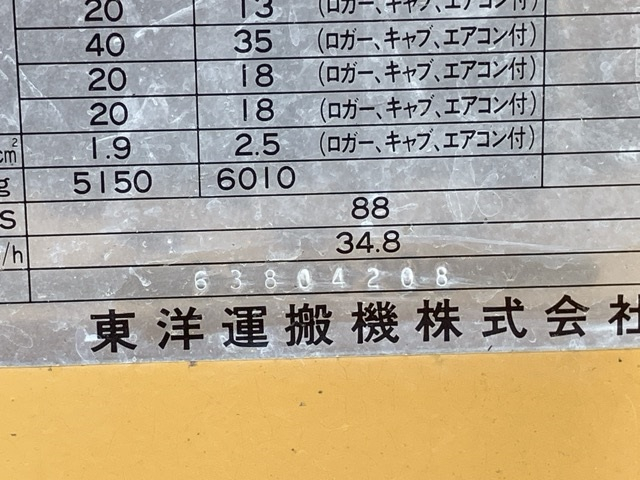 20 13 (ロガー、キャブ、エアコン付)
40 35 (ロガー、キャブ、エアコン付)
20 18 (ロガー、キャブ、エアコン付)
20 18 (ロガー、キャブ、エアコン付)
cm² 1.9 2.5 (ロガー、キャブ、エアコン付)
g 5150 6010
S 88
/h 34.8
63804208
東洋運搬機株式会社